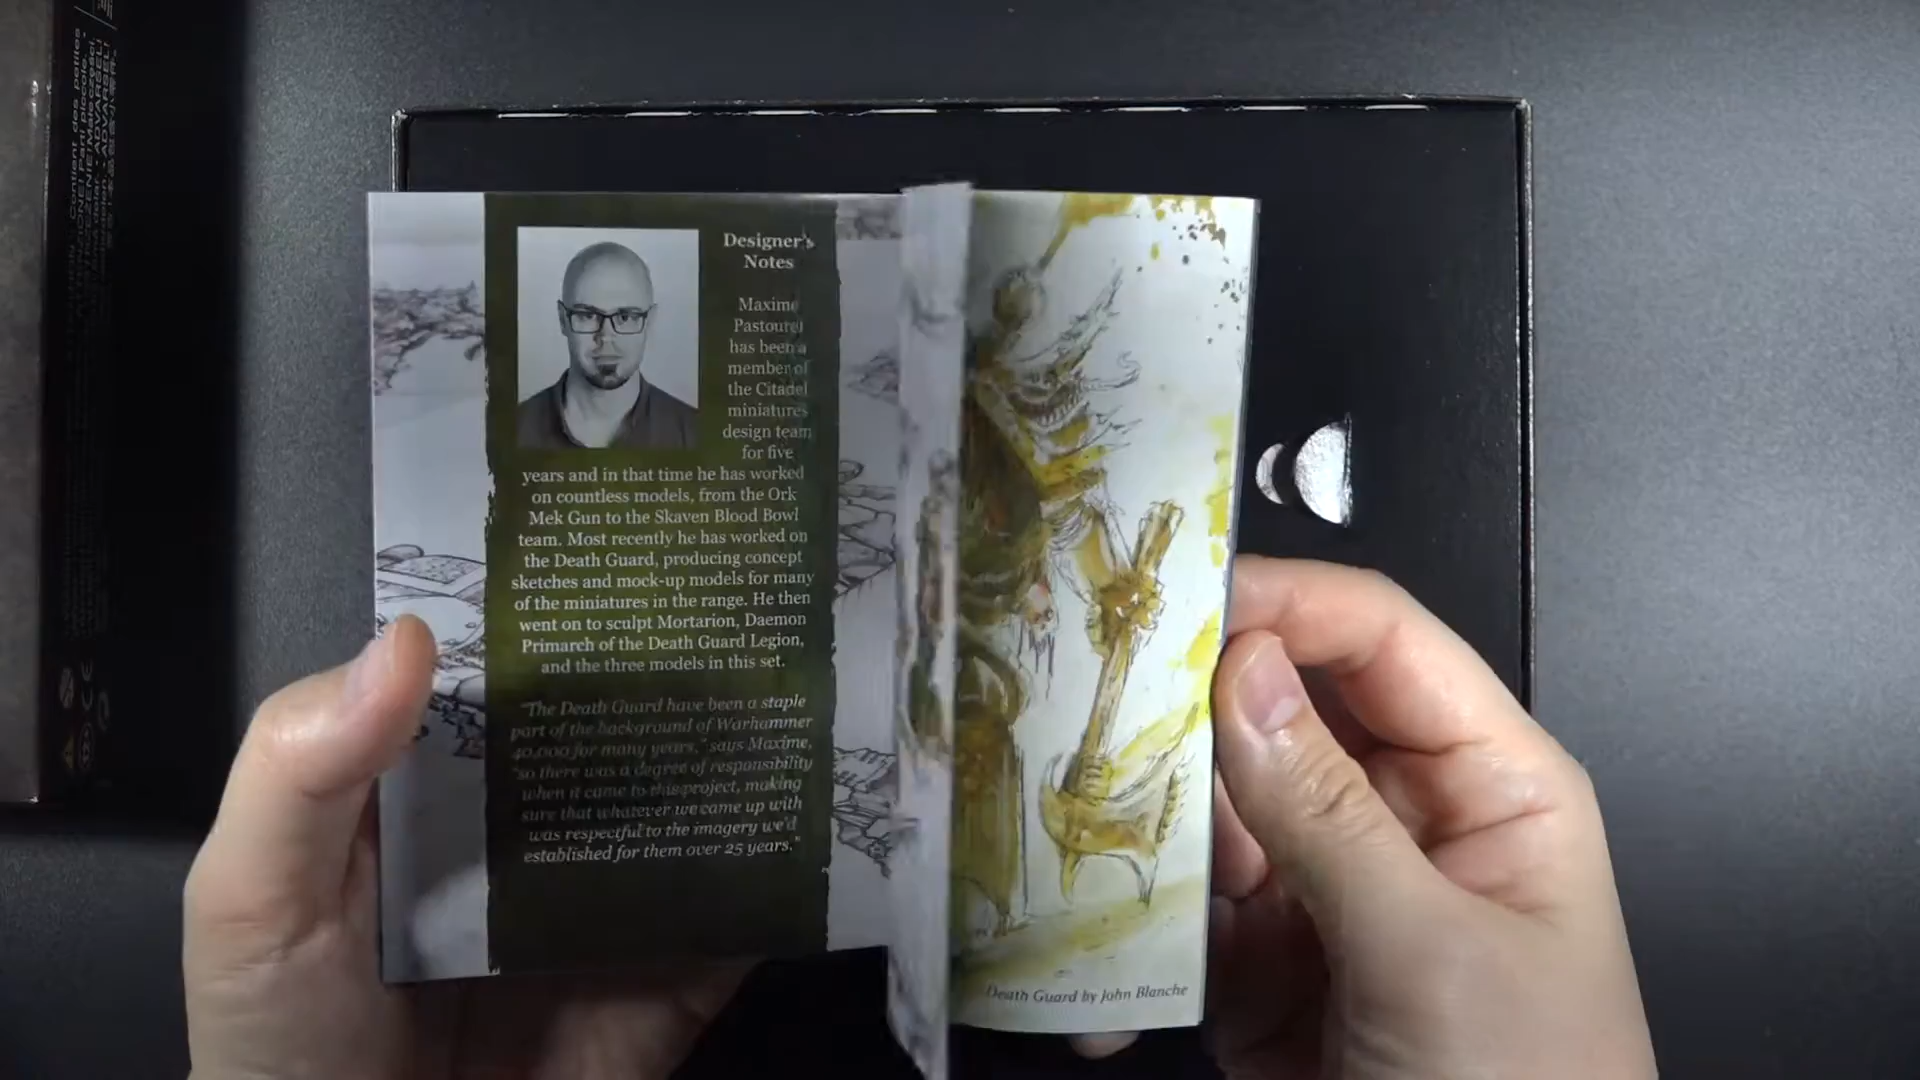 Contient des petites
Designer's
Notes
Maxime
Pastourel
has been a
member of
the Citadel
miniatures
design team
for five
years and in that time he has worked
on countless models, from the Ork
Mek Gun to the Skaven Blood Bowl
team. Most recently he has worked on
the Death Guard, producing concept
sketches and mock-up models for many
of the miniatures in the range. He then
went on to sculpt Mortarion, Daemon
Primarch of the Death Guard Legion,
and the three models in this set.
"The Death Guard have been a staple
part of the background of Warhammer
40,000 for many years," says Maxime,
"so there was a degree of responsibility
when it came to this project, making
sure that whatever we came up with
was respectful to the imagery we'd
established for them over 25 years."
Death Guard by John Blanche